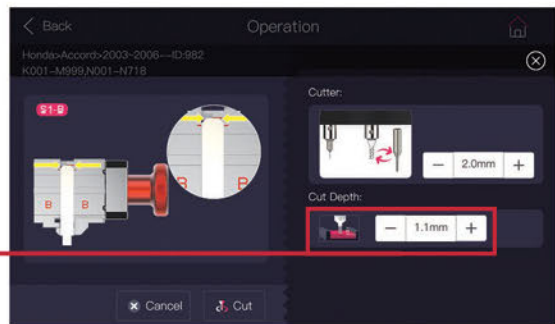 Back
Operation
Honda>Accord>2003-2006---ID:982
K001-M999,N001-N718
S1-B
Cutter:
B B
B B
− 2.0mm +
Cut Depth:
− 1.1mm +
Cancel
Cut